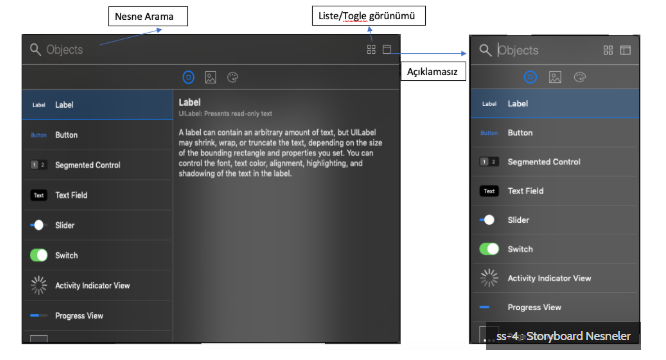 Nesne Arama
Liste/Togle görünümü
Açıklamasız
Objects
Label Label
Button Button
1 2 Segmented Control
Text Text Field
Slider
Switch
Activity Indicator View
Progress View
Label
UILabel: Presents read-only text
A label can contain an arbitrary amount of text, but UILabel
may shrink, wrap, or truncate the text, depending on the size
of the bounding rectangle and properties you set. You can
control the font, text color, alignment, highlighting, and
shadowing of the text in the label.
Objects
Label Label
Button Button
1 2 Segmented Control
Text Text Field
Slider
Switch
Activity Indicator View
Progress View
ss-4 Storyboard Nesneler